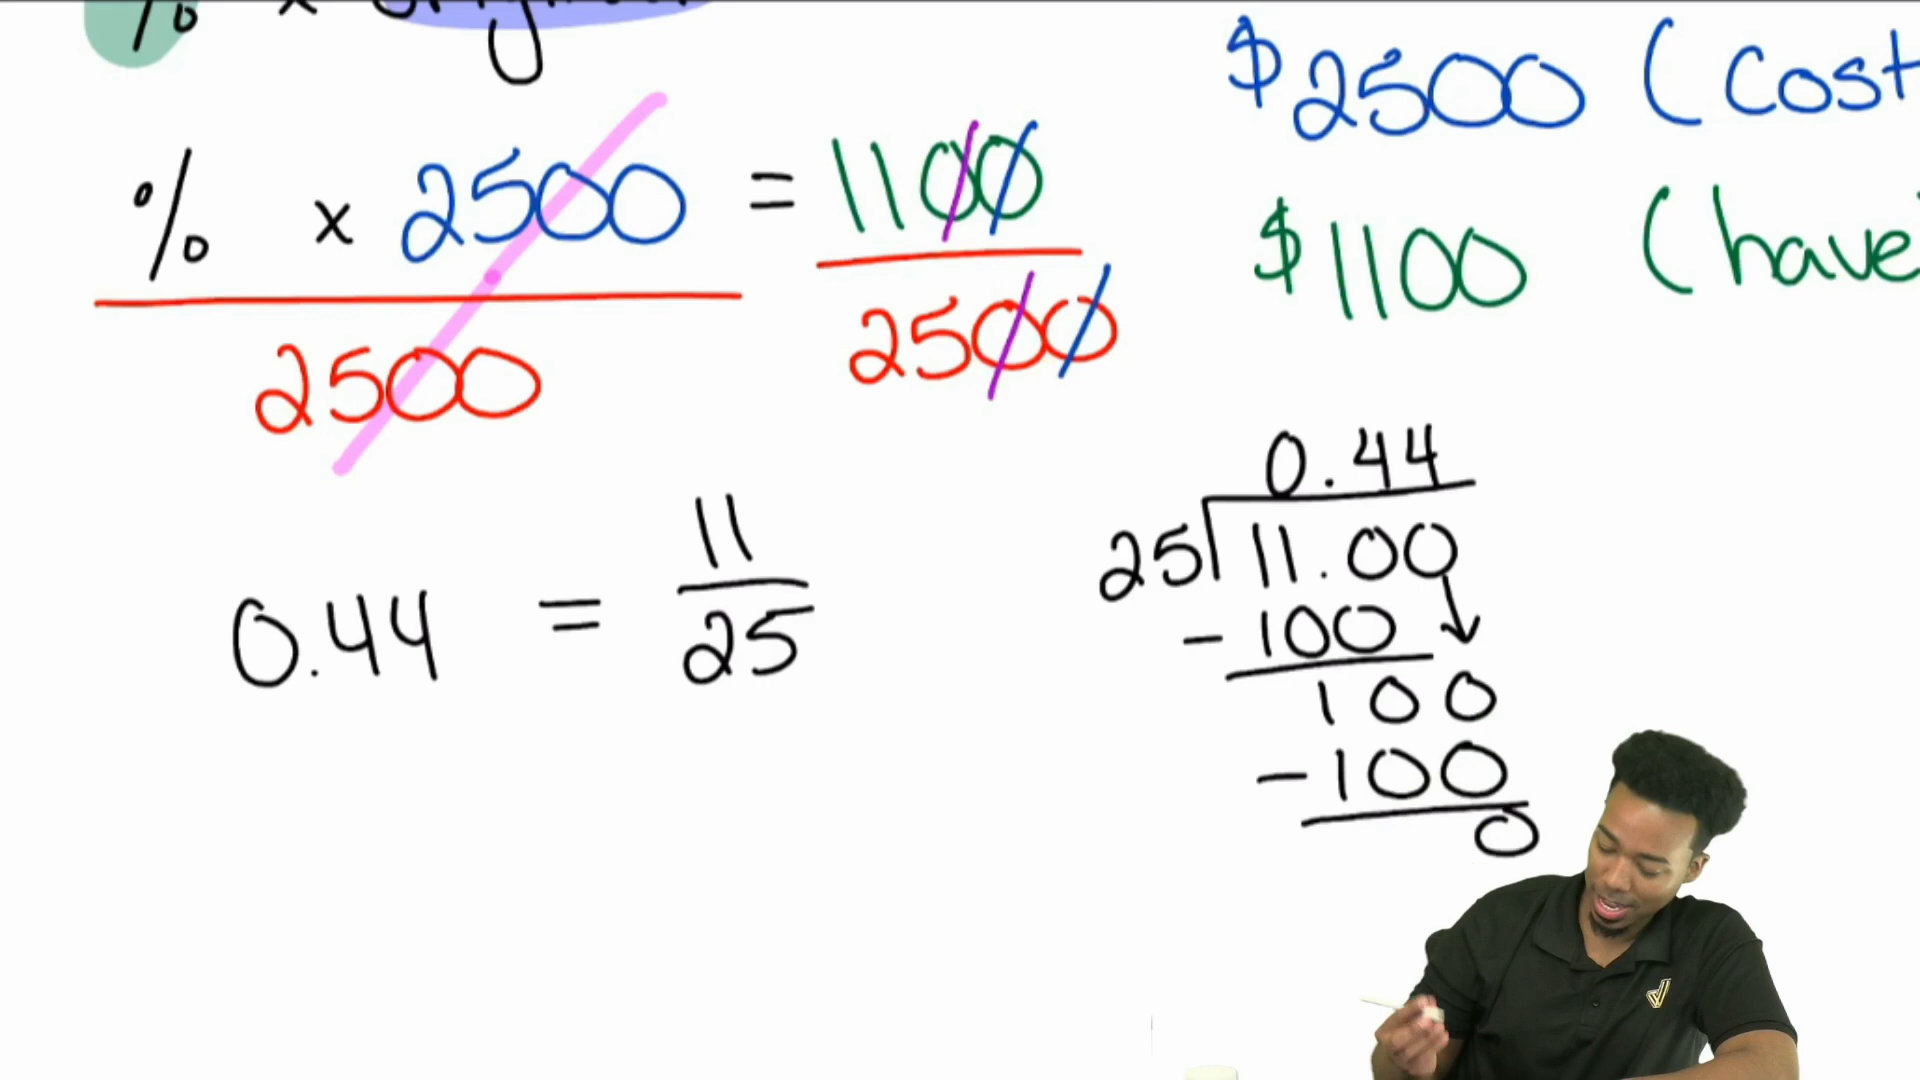 % x
$2500 (cost
% x 2500 = 1100
2500 2500
$1100 (have
0.44 = 11
25
0.44
25 11.00
- 100
100
- 100
0